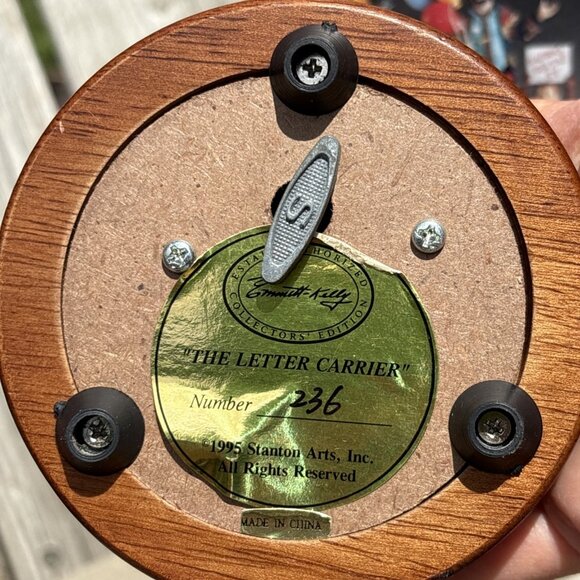 S
ESTATE AUTHORIZED
Emmett Kelly
COLLECTORS' EDITION
"THE LETTER CARRIER"
Number 236
©1995 Stanton Arts, Inc.
All Rights Reserved
MADE IN CHINA